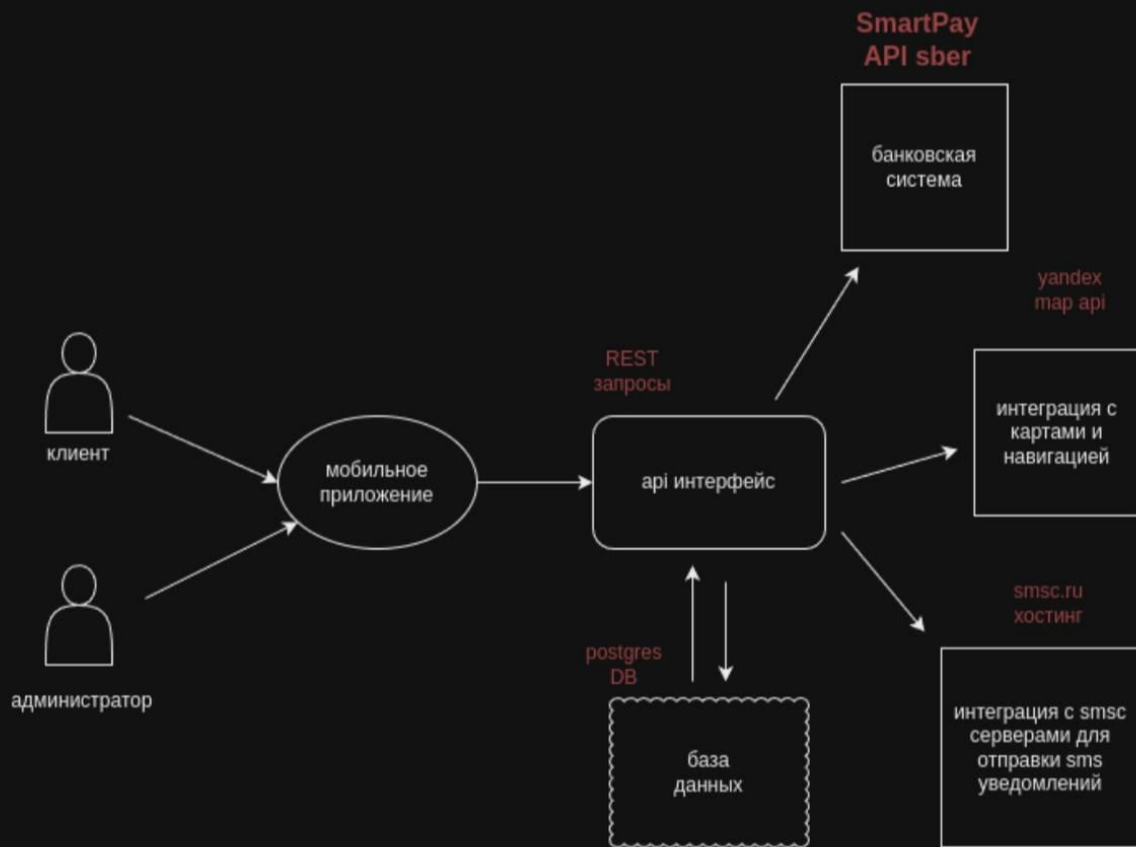 SmartPay
API sber
банковская
система
yandex
map api
REST
запросы
интеграция с
картами и
навигацией
клиент
мобильное
приложение
api интерфейс
smsc.ru
хостинг
postgres
DB
администратор
база
данных
интеграция с smsc
серверами для
отправки sms
уведомлений